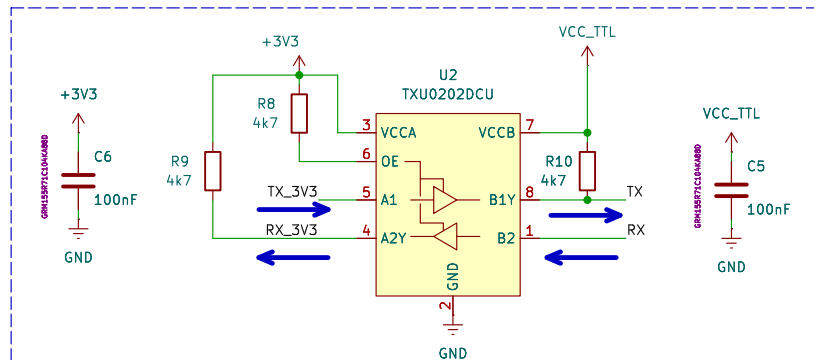 +3V3
VCC_TTL
U2
TXU0202DCU
+3V3
R8
4k7
3
VCCA
VCCB
7
VCC_TTL
GRM155R71C104KA88D
C6
100nF
GND
R9
4k7
6
OE
R10
4k7
GRM155R71C104KA88D
C5
100nF
GND
TX_3V3
5
A1
B1Y
8
TX
RX_3V3
4
A2Y
B2
1
RX
GND
2
GND